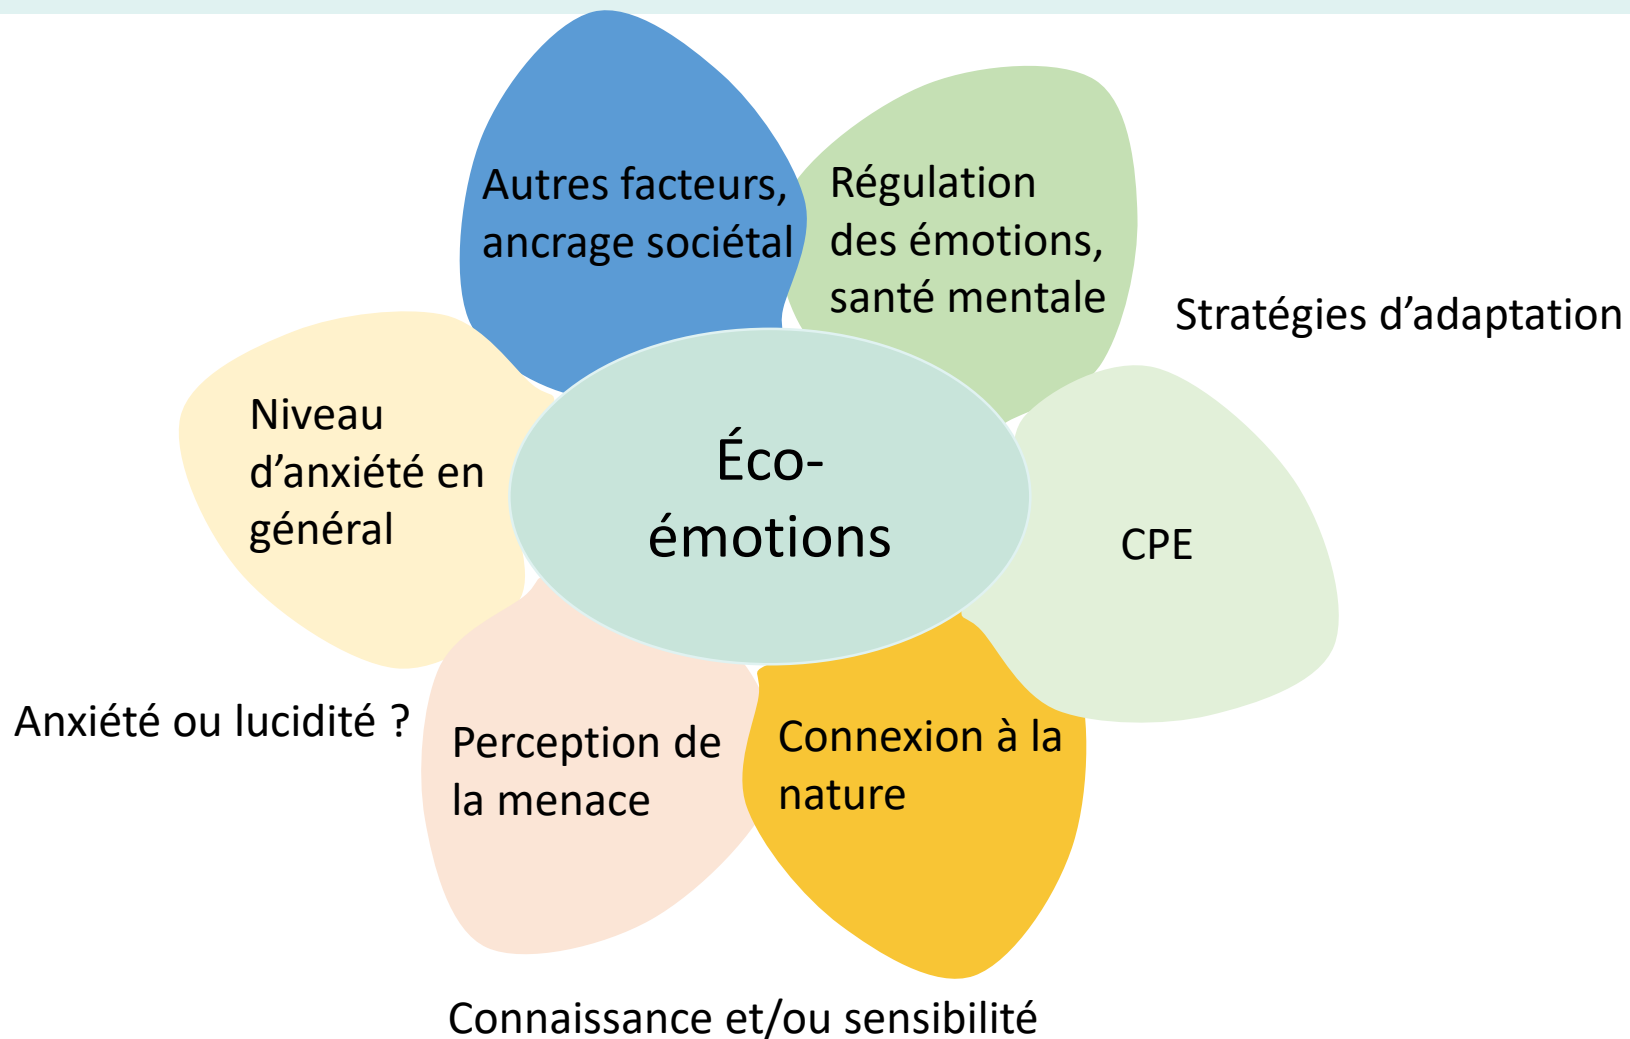 Autres facteurs,
ancrage sociétal
Régulation
des émotions,
santé mentale
Stratégies d’adaptation
Niveau
d’anxiété en
général
Éco-
émotions
CPE
Anxiété ou lucidité ?
Perception de
la menace
Connexion à la
nature
Connaissance et/ou sensibilité